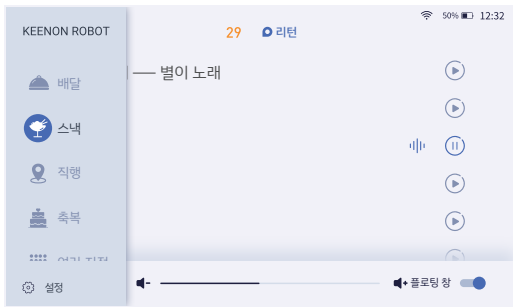 50% 12:32
KEENON ROBOT
29 리턴
— 별이 노래
배달
스낵
직행
축복
설정
플로팅 창